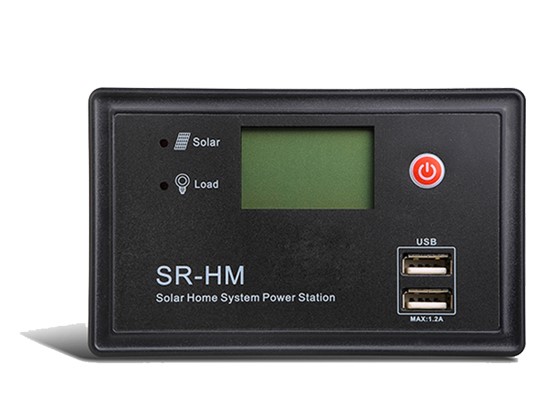 Solar
Load
USB
SR-HM
Solar Home System Power Station
MAX:1.2A